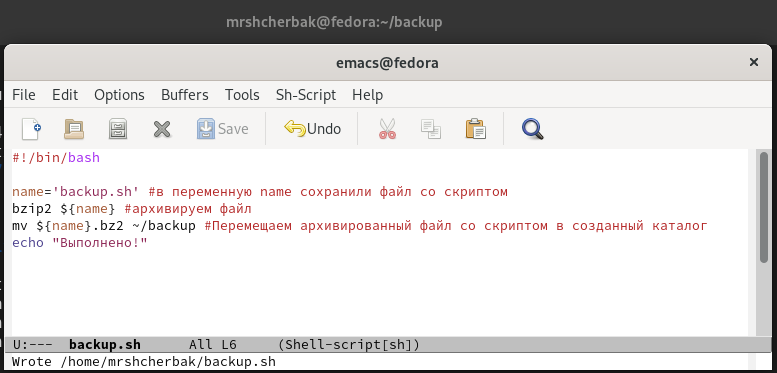 mrshcherbak@fedora:~/backup
emacs@fedora
File Edit Options Buffers Tools Sh-Script Help
Save Undo
#!/bin/bash
name='backup.sh' #в переменную name сохранили файл со скриптом
bzip2 ${name} #архивируем файл
mv ${name}.bz2 ~/backup #Перемещаем архивированный файл со скриптом в созданный каталог
echo "Выполнено!"
U:--- backup.sh All L6 (Shell-script[sh])
Wrote /home/mrshcherbak/backup.sh